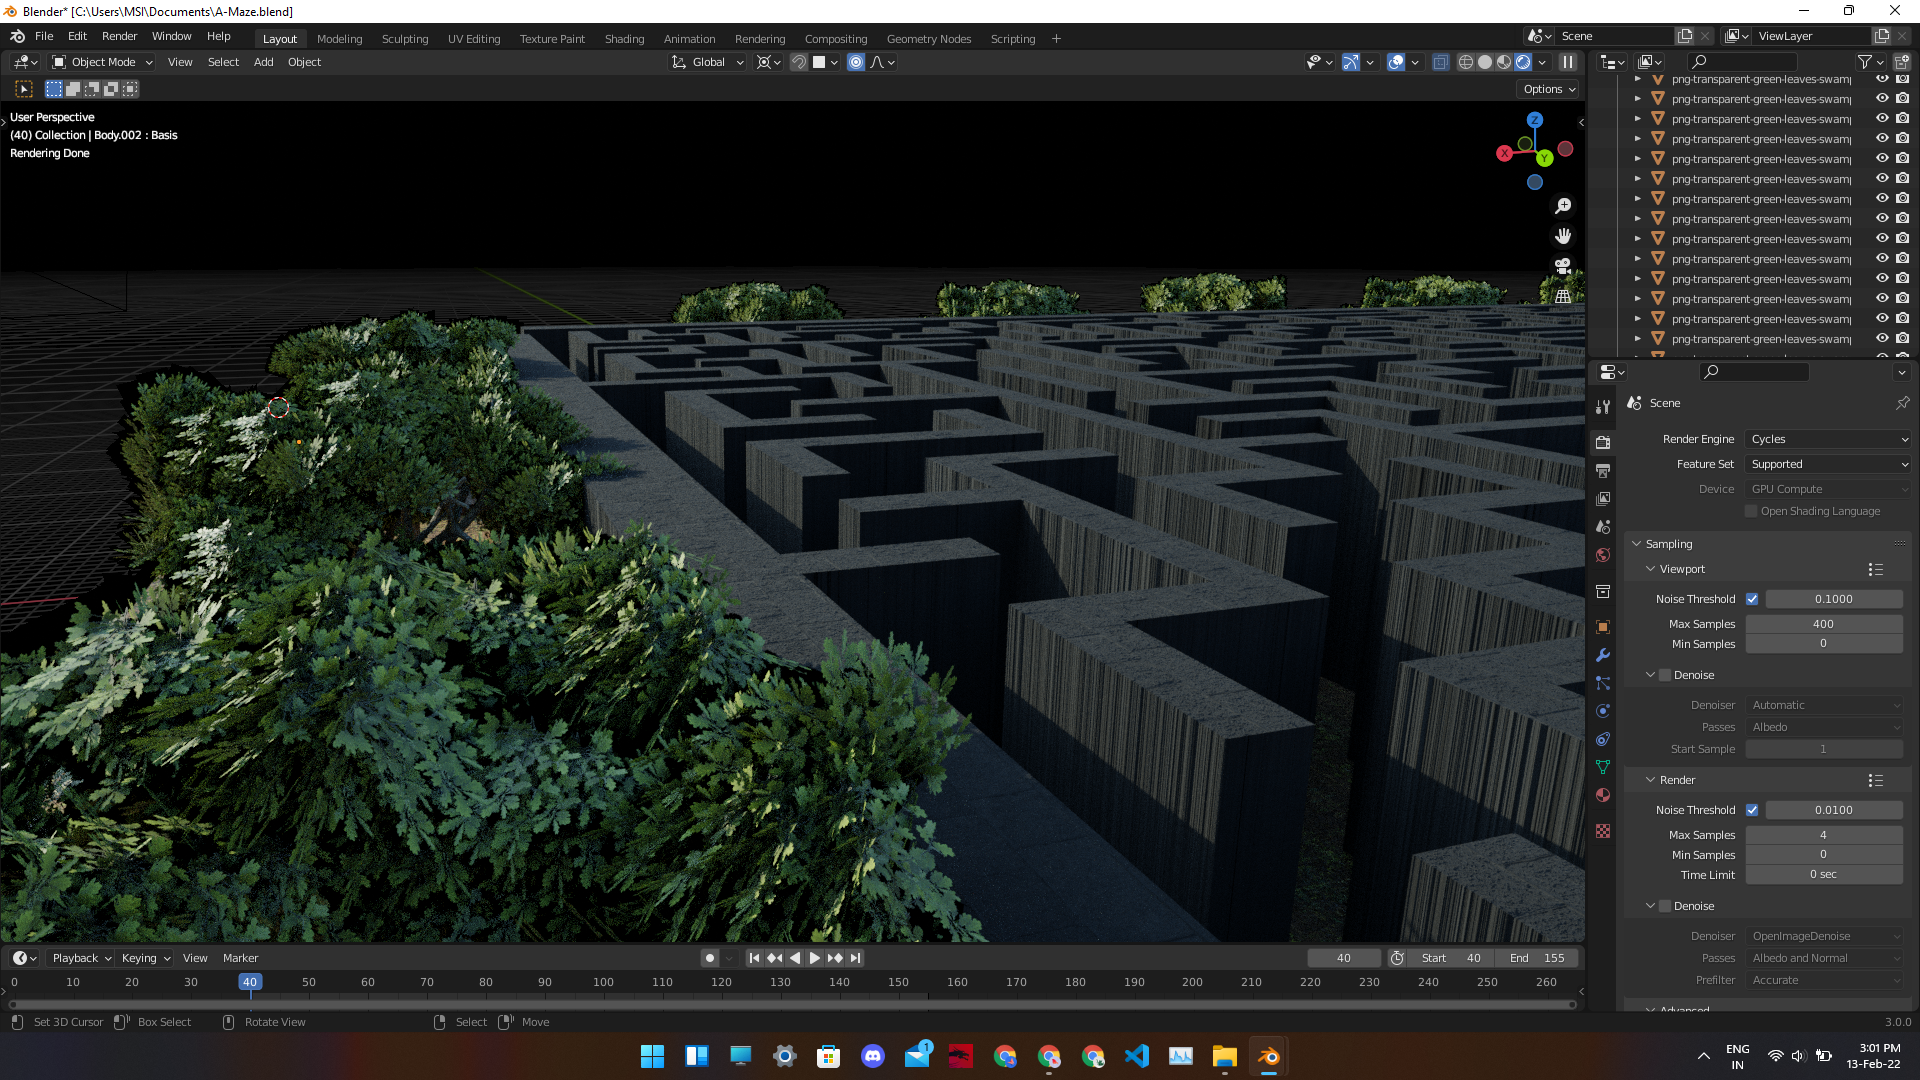 Blender* [C:\Users\MSI\Documents\A-Maze.blend]
File Edit Render Window Help Layout Modeling Sculpting UV Editing Texture Paint Shading Animation Rendering Compositing Geometry Nodes Scripting + Scene ViewLayer
Object Mode View Select Add Object Global
Options
User Perspective
(40) Collection | Body.002 : Basis
Rendering Done
Z
X
Y
png-transparent-green-leaves-swam
png-transparent-green-leaves-swam
png-transparent-green-leaves-swam
png-transparent-green-leaves-swam
png-transparent-green-leaves-swam
png-transparent-green-leaves-swam
png-transparent-green-leaves-swam
png-transparent-green-leaves-swam
png-transparent-green-leaves-swam
png-transparent-green-leaves-swam
png-transparent-green-leaves-swam
png-transparent-green-leaves-swam
png-transparent-green-leaves-swam
png-transparent-green-leaves-swam
Scene
Render Engine Cycles
Feature Set Supported
Device GPU Compute
Open Shading Language
Sampling
Viewport
Noise Threshold 0.1000
Max Samples 400
Min Samples 0
Denoise
Denoiser Automatic
Passes Albedo
Start Sample 1
Render
Noise Threshold 0.0100
Max Samples 4
Min Samples 0
Time Limit 0 sec
Denoise
Denoiser OpenImageDenoise
Passes Albedo and Normal
Prefilter Accurate
Advanced
Playback Keying View Marker 40 Start 40 End 155
0 10 20 30 40 50 60 70 80 90 100 110 120 130 140 150 160 170 180 190 200 210 220 230 240 250 260
Set 3D Cursor Box Select Rotate View Select Move 3.0.0
1
ENG
IN
3:01 PM
13-Feb-22